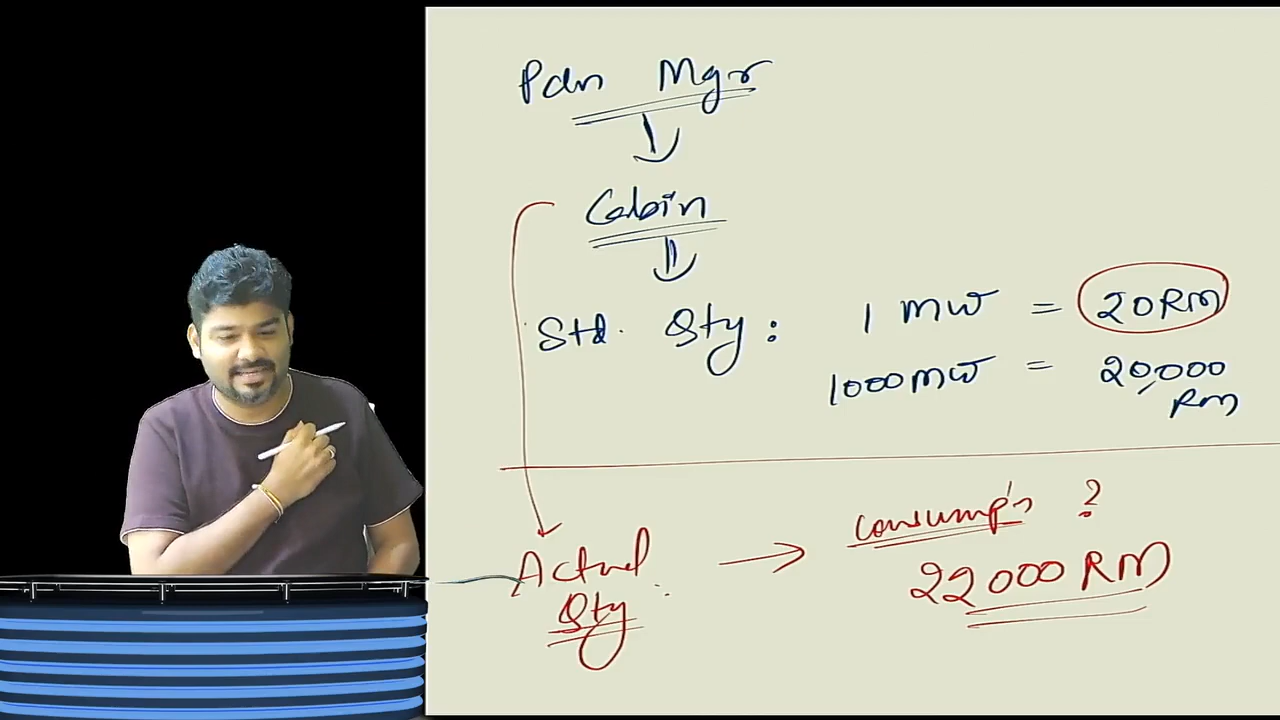 Pdn Mgr
Cabin
Std. Qty : 1 MW = 20RM
1000MW = 20,000
RM
Consump'n ?
Actual → 22000 RM
Qty